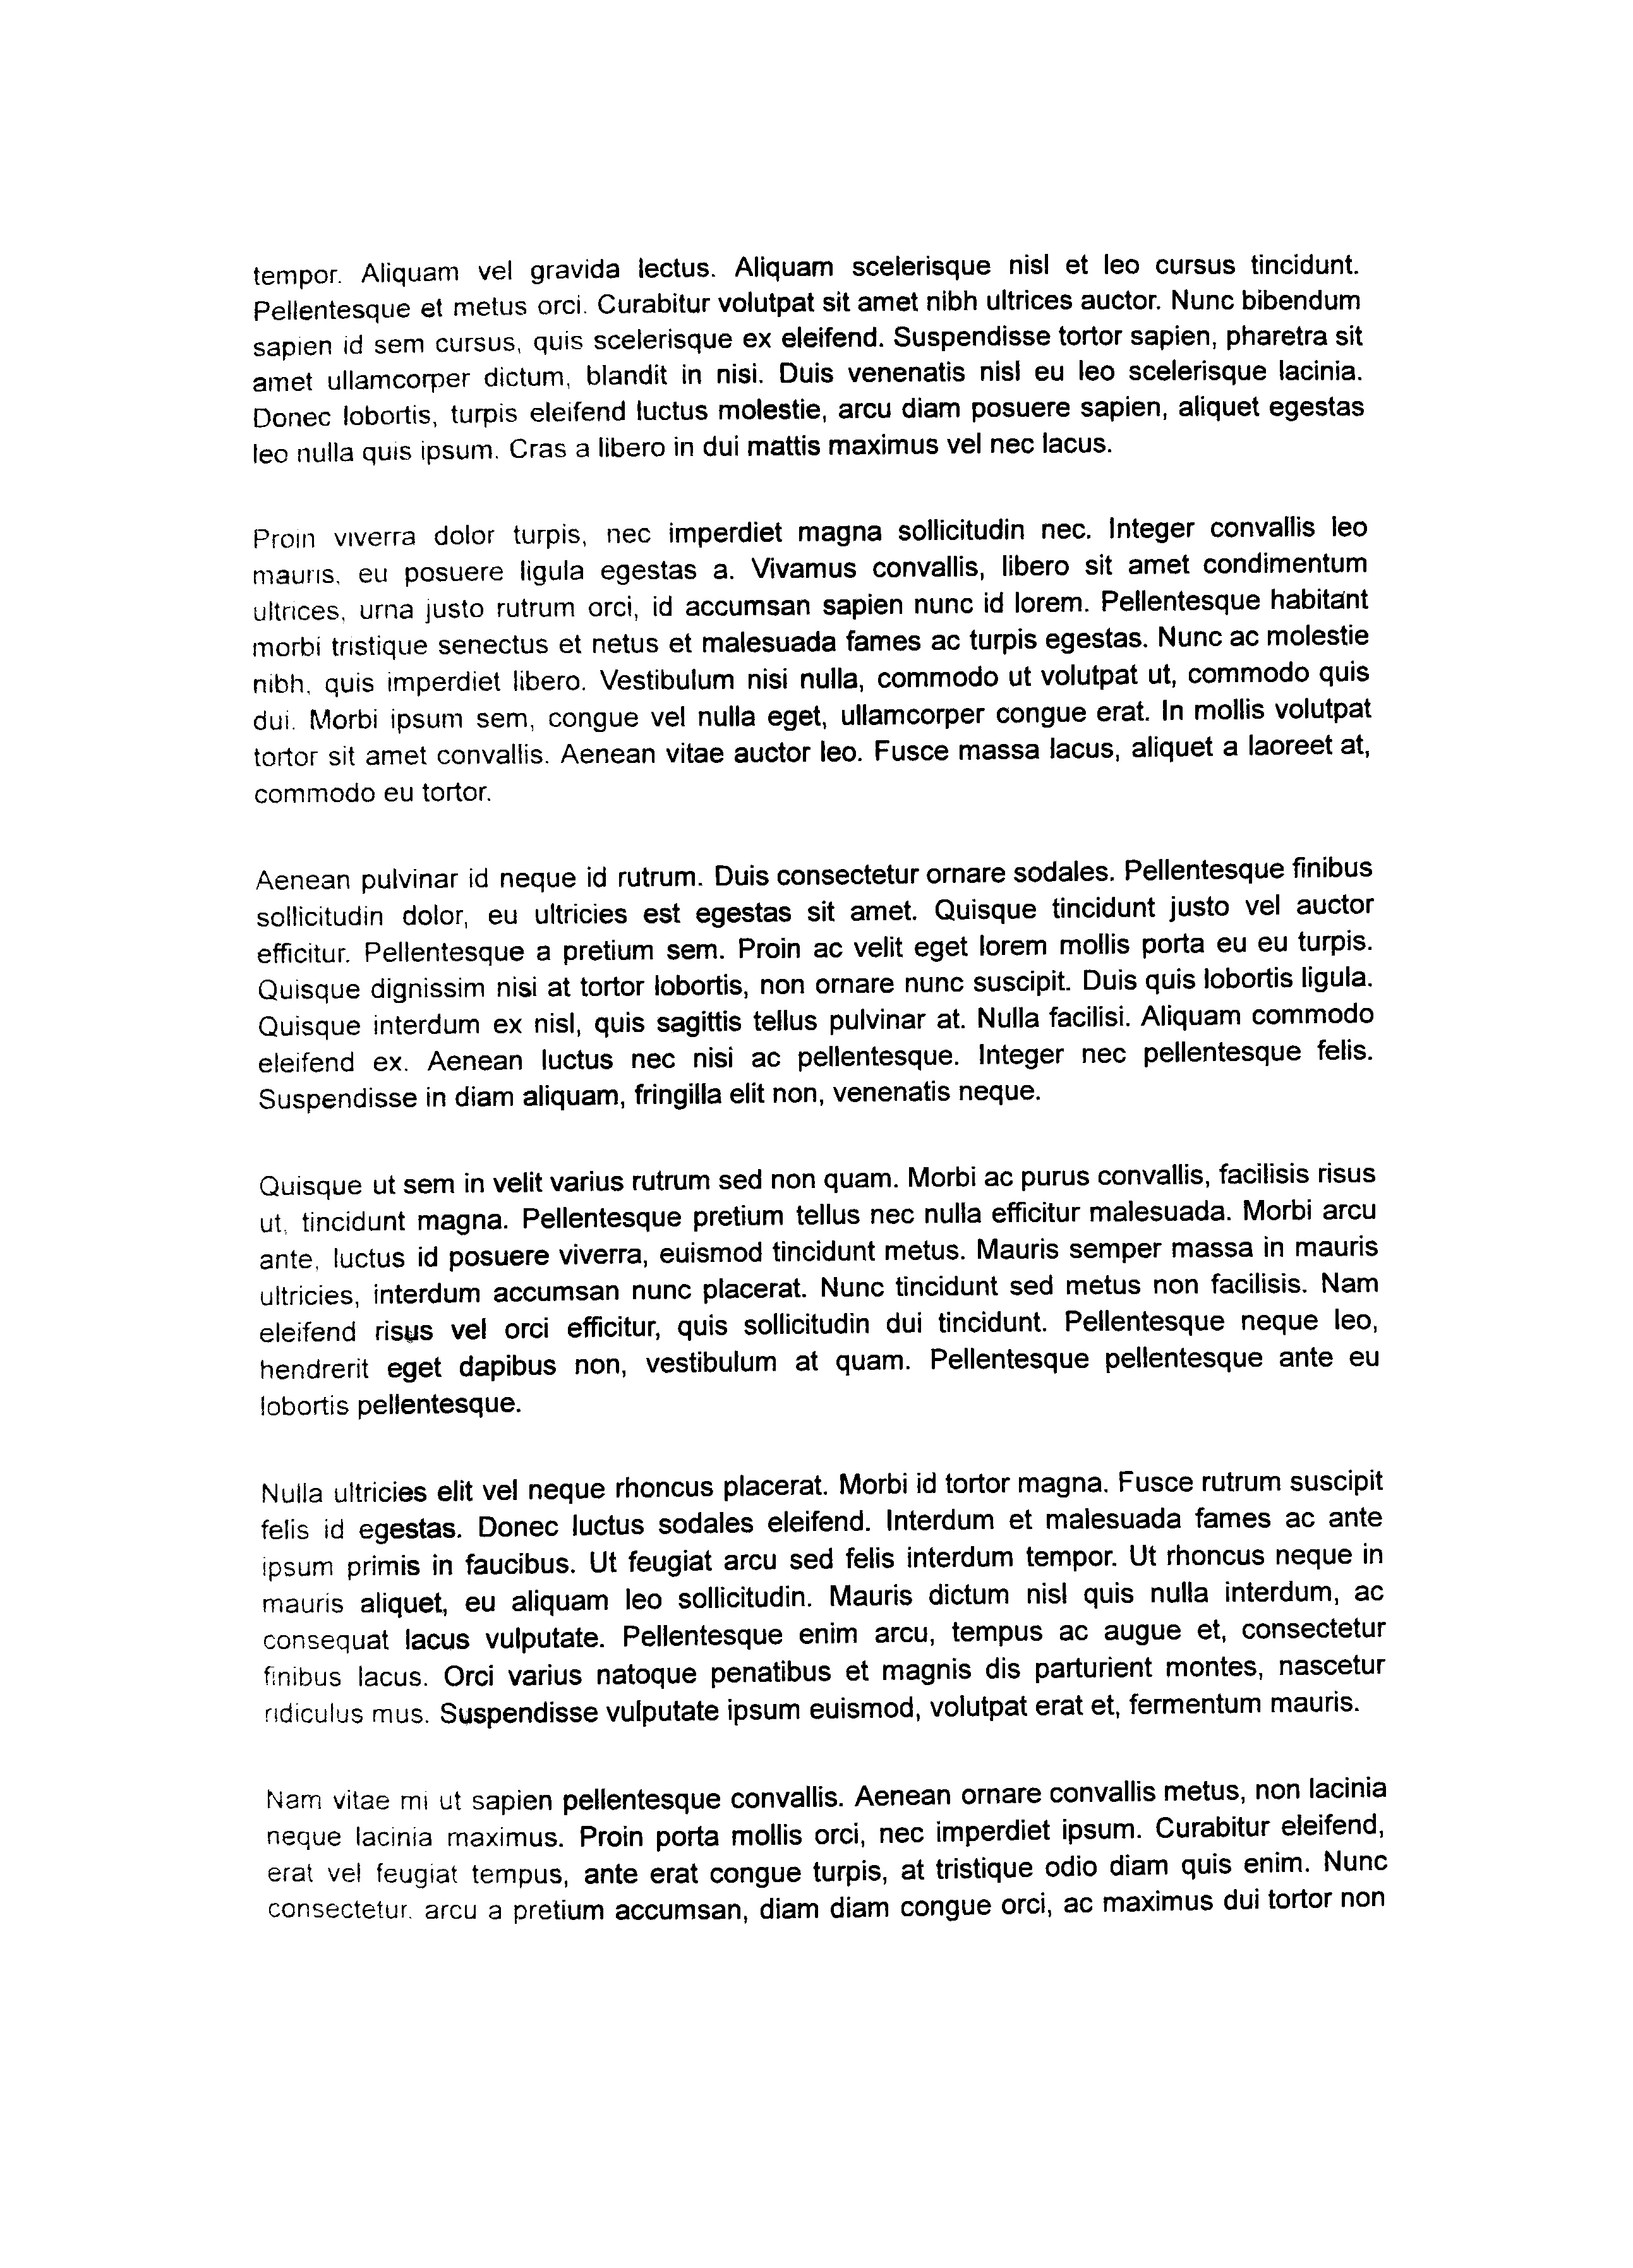 tempor. Aliquam vel gravida lectus. Aliquam scelerisque nisl et leo cursus tincidunt.
Pellentesque et metus orci. Curabitur volutpat sit amet nibh ultrices auctor. Nunc bibendum
sapien id sem cursus, quis scelerisque ex eleifend. Suspendisse tortor sapien, pharetra sit
amet ullamcorper dictum, blandit in nisi. Duis venenatis nisl eu leo scelerisque lacinia.
Donec lobortis, turpis eleifend luctus molestie, arcu diam posuere sapien, aliquet egestas
leo nulla quis ipsum. Cras a libero in dui mattis maximus vel nec lacus.
Proin viverra dolor turpis, nec imperdiet magna sollicitudin nec. Integer convallis leo
mauris, eu posuere ligula egestas a. Vivamus convallis, libero sit amet condimentum
ultrices, urna justo rutrum orci, id accumsan sapien nunc id lorem. Pellentesque habitant
morbi tristique senectus et netus et malesuada fames ac turpis egestas. Nunc ac molestie
nibh, quis imperdiet libero. Vestibulum nisi nulla, commodo ut volutpat ut, commodo quis
dui. Morbi ipsum sem, congue vel nulla eget, ullamcorper congue erat. In mollis volutpat
tortor sit amet convallis. Aenean vitae auctor leo. Fusce massa lacus, aliquet a laoreet at,
commodo eu tortor.
Aenean pulvinar id neque id rutrum. Duis consectetur ornare sodales. Pellentesque finibus
sollicitudin dolor, eu ultricies est egestas sit amet. Quisque tincidunt justo vel auctor
efficitur. Pellentesque a pretium sem. Proin ac velit eget lorem mollis porta eu eu turpis.
Quisque dignissim nisi at tortor lobortis, non ornare nunc suscipit. Duis quis lobortis ligula.
Quisque interdum ex nisl, quis sagittis tellus pulvinar at. Nulla facilisi. Aliquam commodo
eleifend ex. Aenean luctus nec nisi ac pellentesque. Integer nec pellentesque felis.
Suspendisse in diam aliquam, fringilla elit non, venenatis neque.
Quisque ut sem in velit varius rutrum sed non quam. Morbi ac purus convallis, facilisis risus
ut, tincidunt magna. Pellentesque pretium tellus nec nulla efficitur malesuada. Morbi arcu
ante, luctus id posuere viverra, euismod tincidunt metus. Mauris semper massa in mauris
ultricies, interdum accumsan nunc placerat. Nunc tincidunt sed metus non facilisis. Nam
eleifend risus vel orci efficitur, quis sollicitudin dui tincidunt. Pellentesque neque leo,
hendrerit eget dapibus non, vestibulum at quam. Pellentesque pellentesque ante eu
lobortis pellentesque.
Nulla ultricies elit vel neque rhoncus placerat. Morbi id tortor magna. Fusce rutrum suscipit
felis id egestas. Donec luctus sodales eleifend. Interdum et malesuada fames ac ante
ipsum primis in faucibus. Ut feugiat arcu sed felis interdum tempor. Ut rhoncus neque in
mauris aliquet, eu aliquam leo sollicitudin. Mauris dictum nisl quis nulla interdum, ac
consequat lacus vulputate. Pellentesque enim arcu, tempus ac augue et, consectetur
finibus lacus. Orci varius natoque penatibus et magnis dis parturient montes, nascetur
ridiculus mus. Suspendisse vulputate ipsum euismod, volutpat erat et, fermentum mauris.
Nam vitae mi ut sapien pellentesque convallis. Aenean ornare convallis metus, non lacinia
neque lacinia maximus. Proin porta mollis orci, nec imperdiet ipsum. Curabitur eleifend,
erat vel feugiat tempus, ante erat congue turpis, at tristique odio diam quis enim. Nunc
consectetur, arcu a pretium accumsan, diam diam congue orci, ac maximus dui tortor non